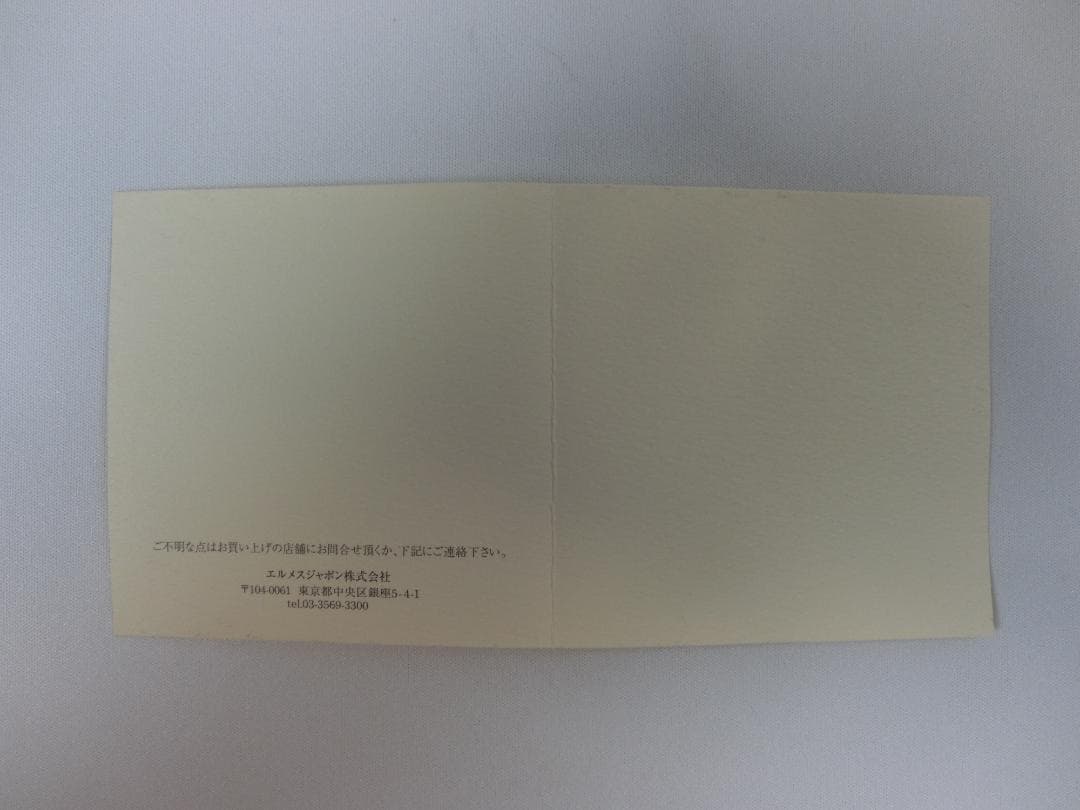 ご不明な点はお買い上げの店舗にお問合せ頂くか、下記にご連絡下さい。
エルメスジャポン株式会社
〒104-0061 東京都中央区銀座5-4-1
tel.03-3569-3300